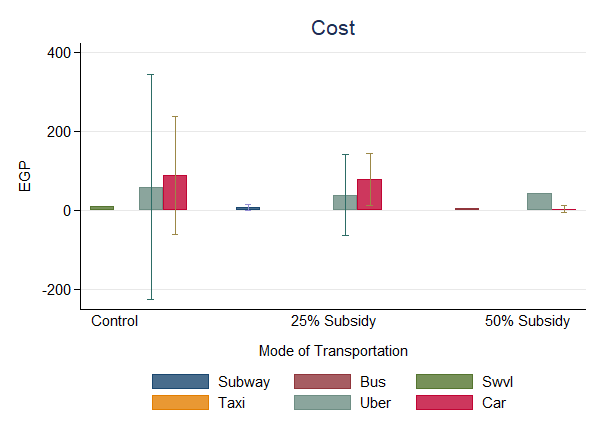 Cost
400
200
0
-200
EGP
Control 25% Subsidy 50% Subsidy
Mode of Transportation
Subway Bus Swvl
Taxi Uber Car